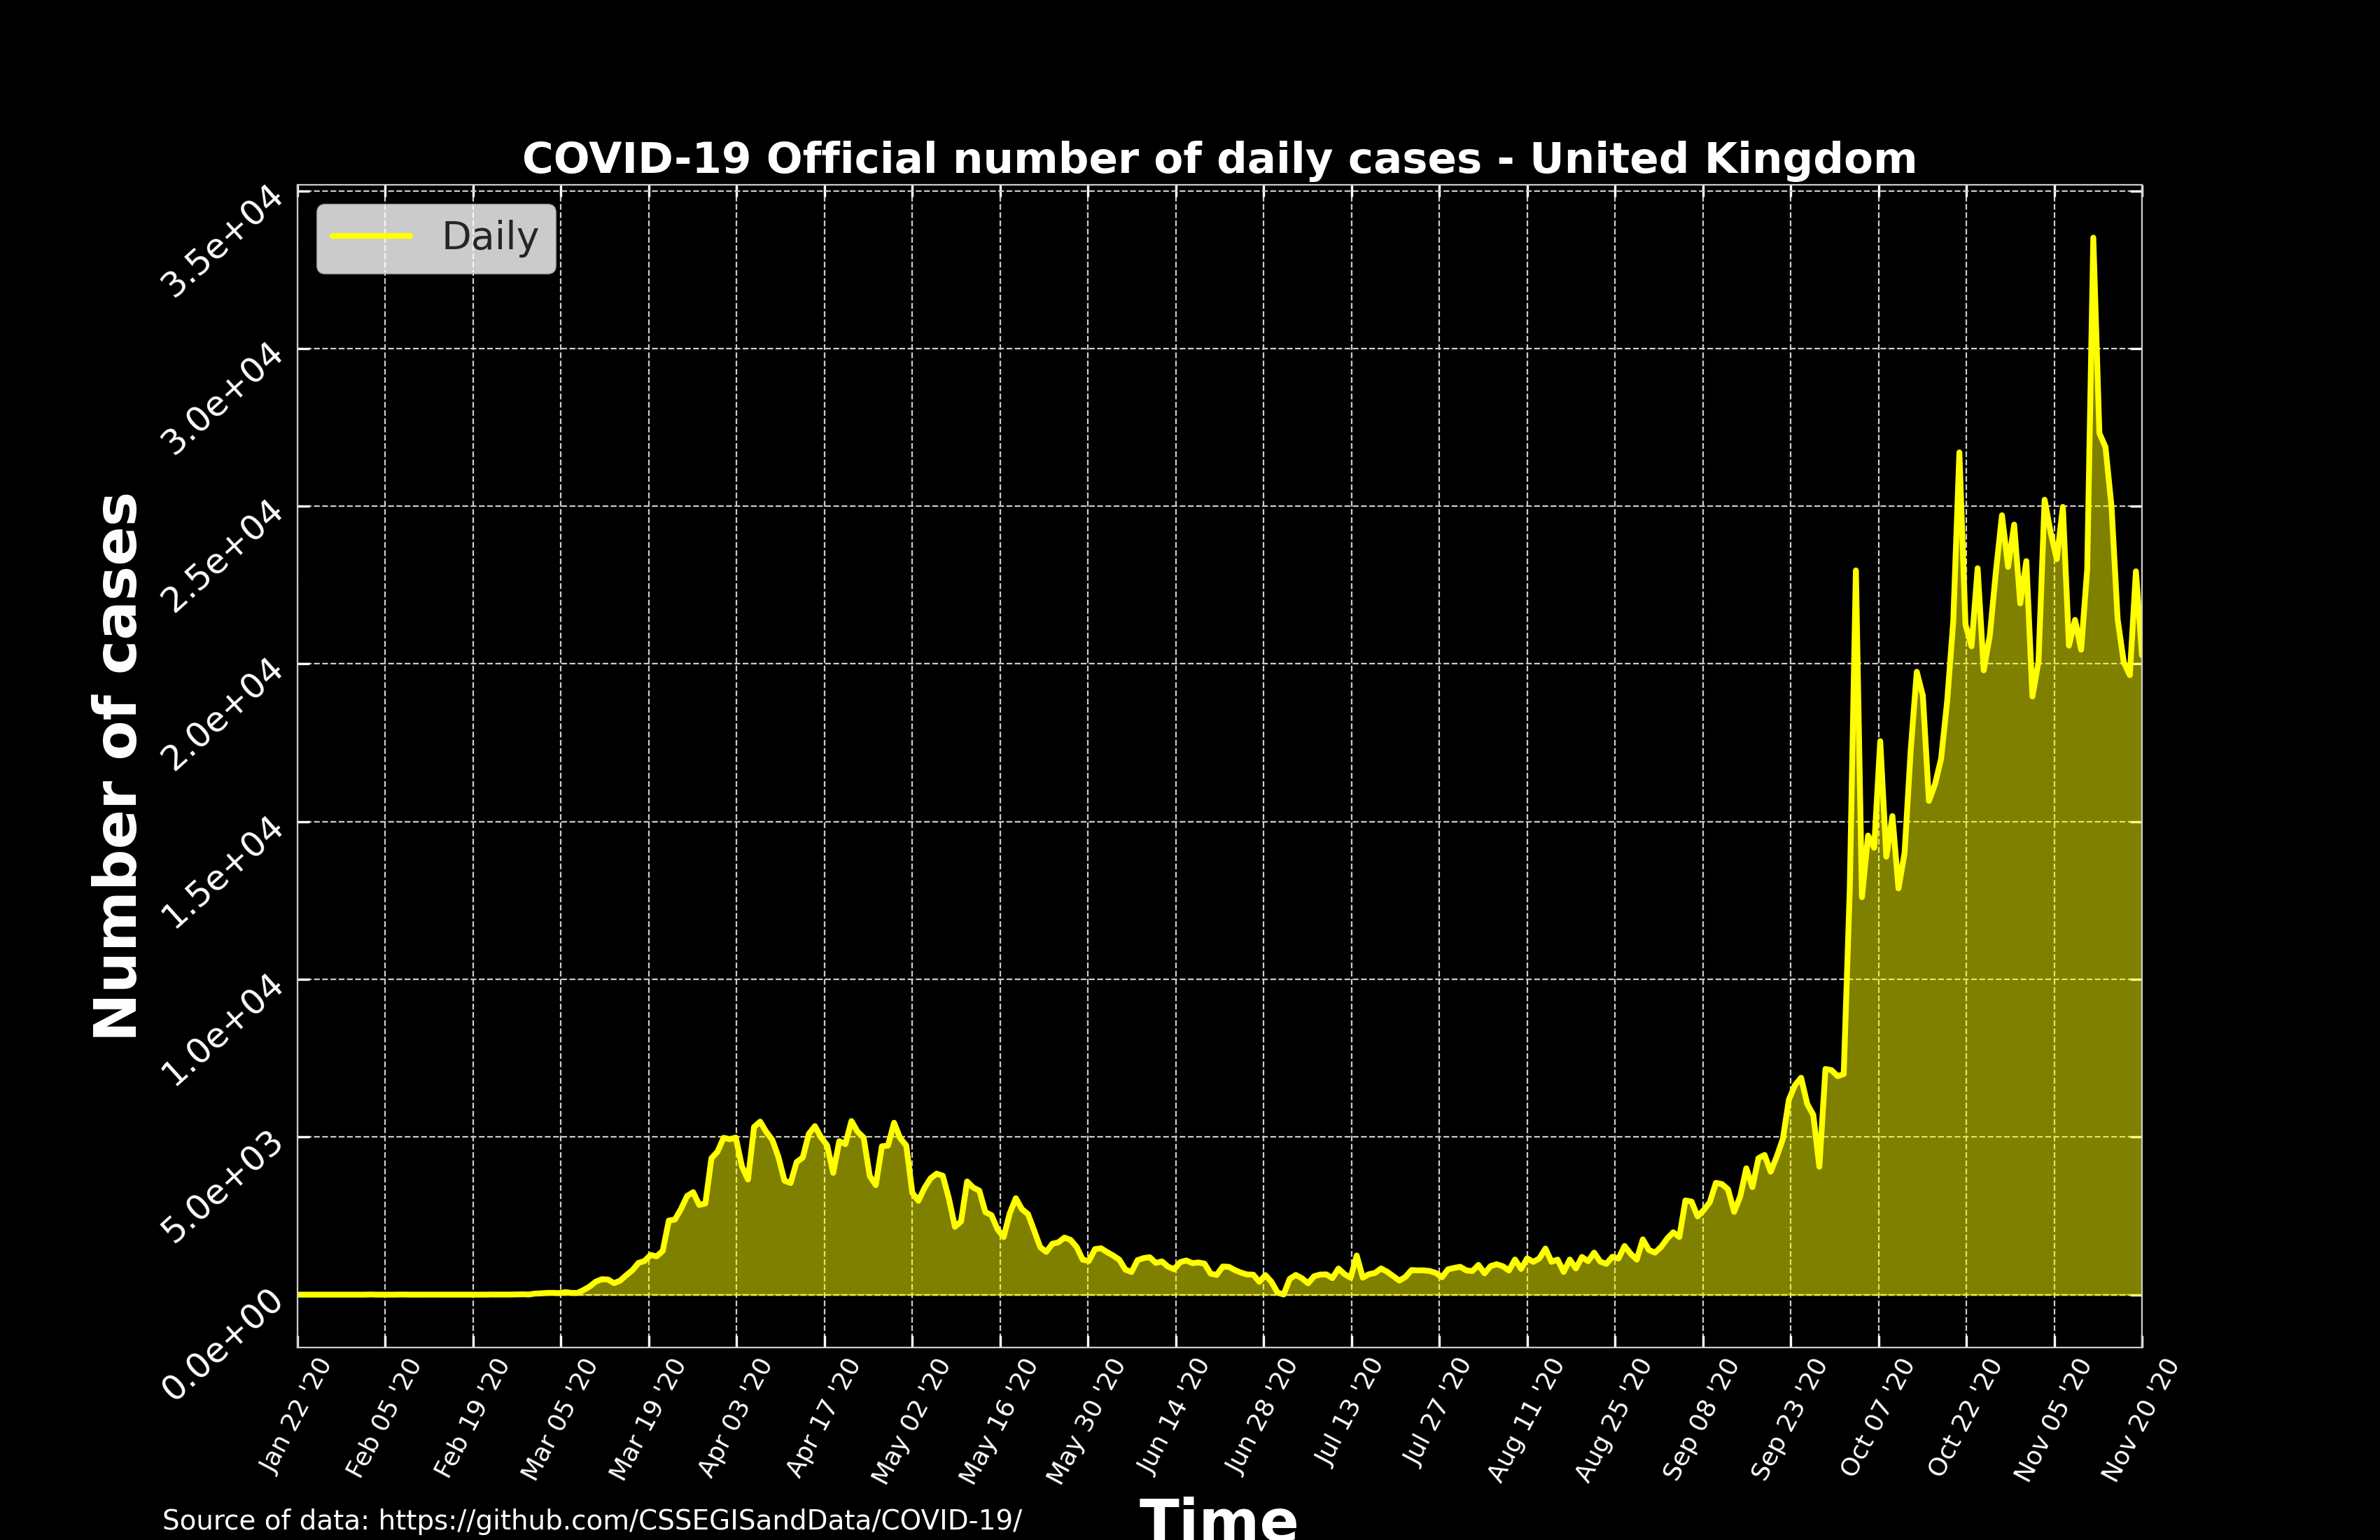 COVID-19 Official number of daily cases - United Kingdom
Daily
Number of cases
3.5e+04
3.0e+04
2.5e+04
2.0e+04
1.5e+04
1.0e+04
5.0e+03
0.0e+00
Jan 22 '20
Feb 05 '20
Feb 19 '20
Mar 05 '20
Mar 19 '20
Apr 03 '20
Apr 17 '20
May 02 '20
May 16 '20
May 30 '20
Jun 14 '20
Jun 28 '20
Jul 13 '20
Jul 27 '20
Aug 11 '20
Aug 25 '20
Sep 08 '20
Sep 23 '20
Oct 07 '20
Oct 22 '20
Nov 05 '20
Nov 20 '20
Time
Source of data: https://github.com/CSSEGISandData/COVID-19/